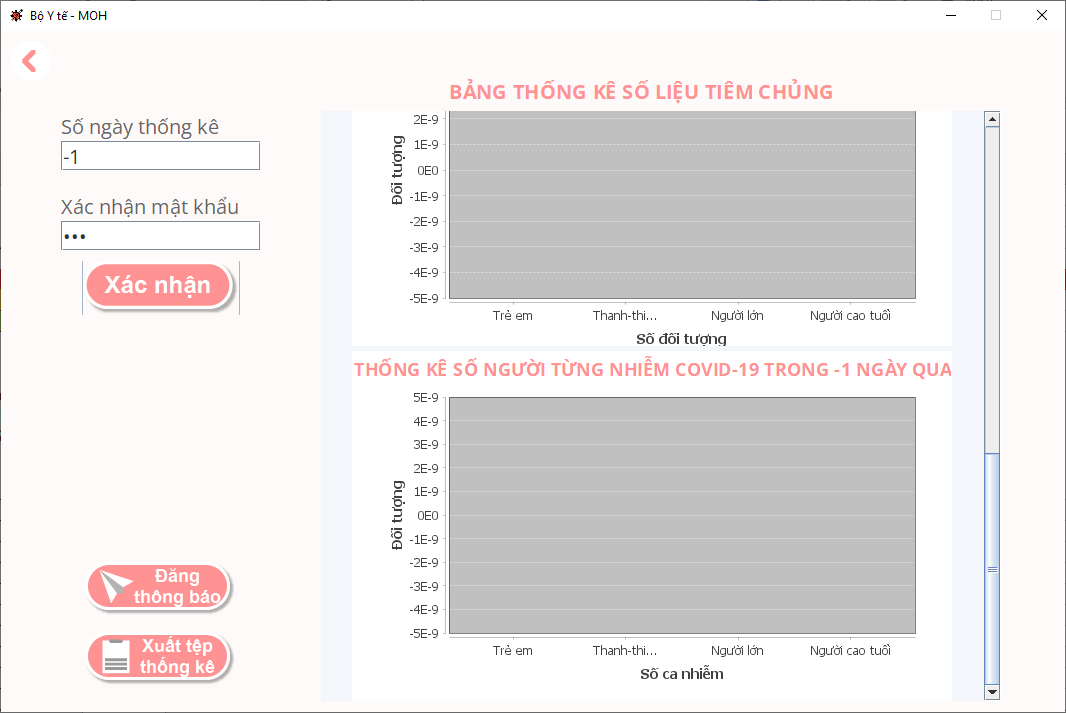 Bộ Y tế - MOH
BẢNG THỐNG KÊ SỐ LIỆU TIÊM CHỦNG
Số ngày thống kê
-1
Xác nhận mật khẩu
•••
Xác nhận
Đăng
thông báo
Xuất tệp
thống kê
Đối tượng
2E-9
1E-9
0E0
-1E-9
-2E-9
-3E-9
-4E-9
-5E-9
Trẻ em Thanh-thi... Người lớn Người cao tuổi
Số đối tượng
THỐNG KÊ SỐ NGƯỜI TỪNG NHIỄM COVID-19 TRONG -1 NGÀY QUA
Đối tượng
5E-9
4E-9
3E-9
2E-9
1E-9
0E0
-1E-9
-2E-9
-3E-9
-4E-9
-5E-9
Trẻ em Thanh-thi... Người lớn Người cao tuổi
Số ca nhiễm